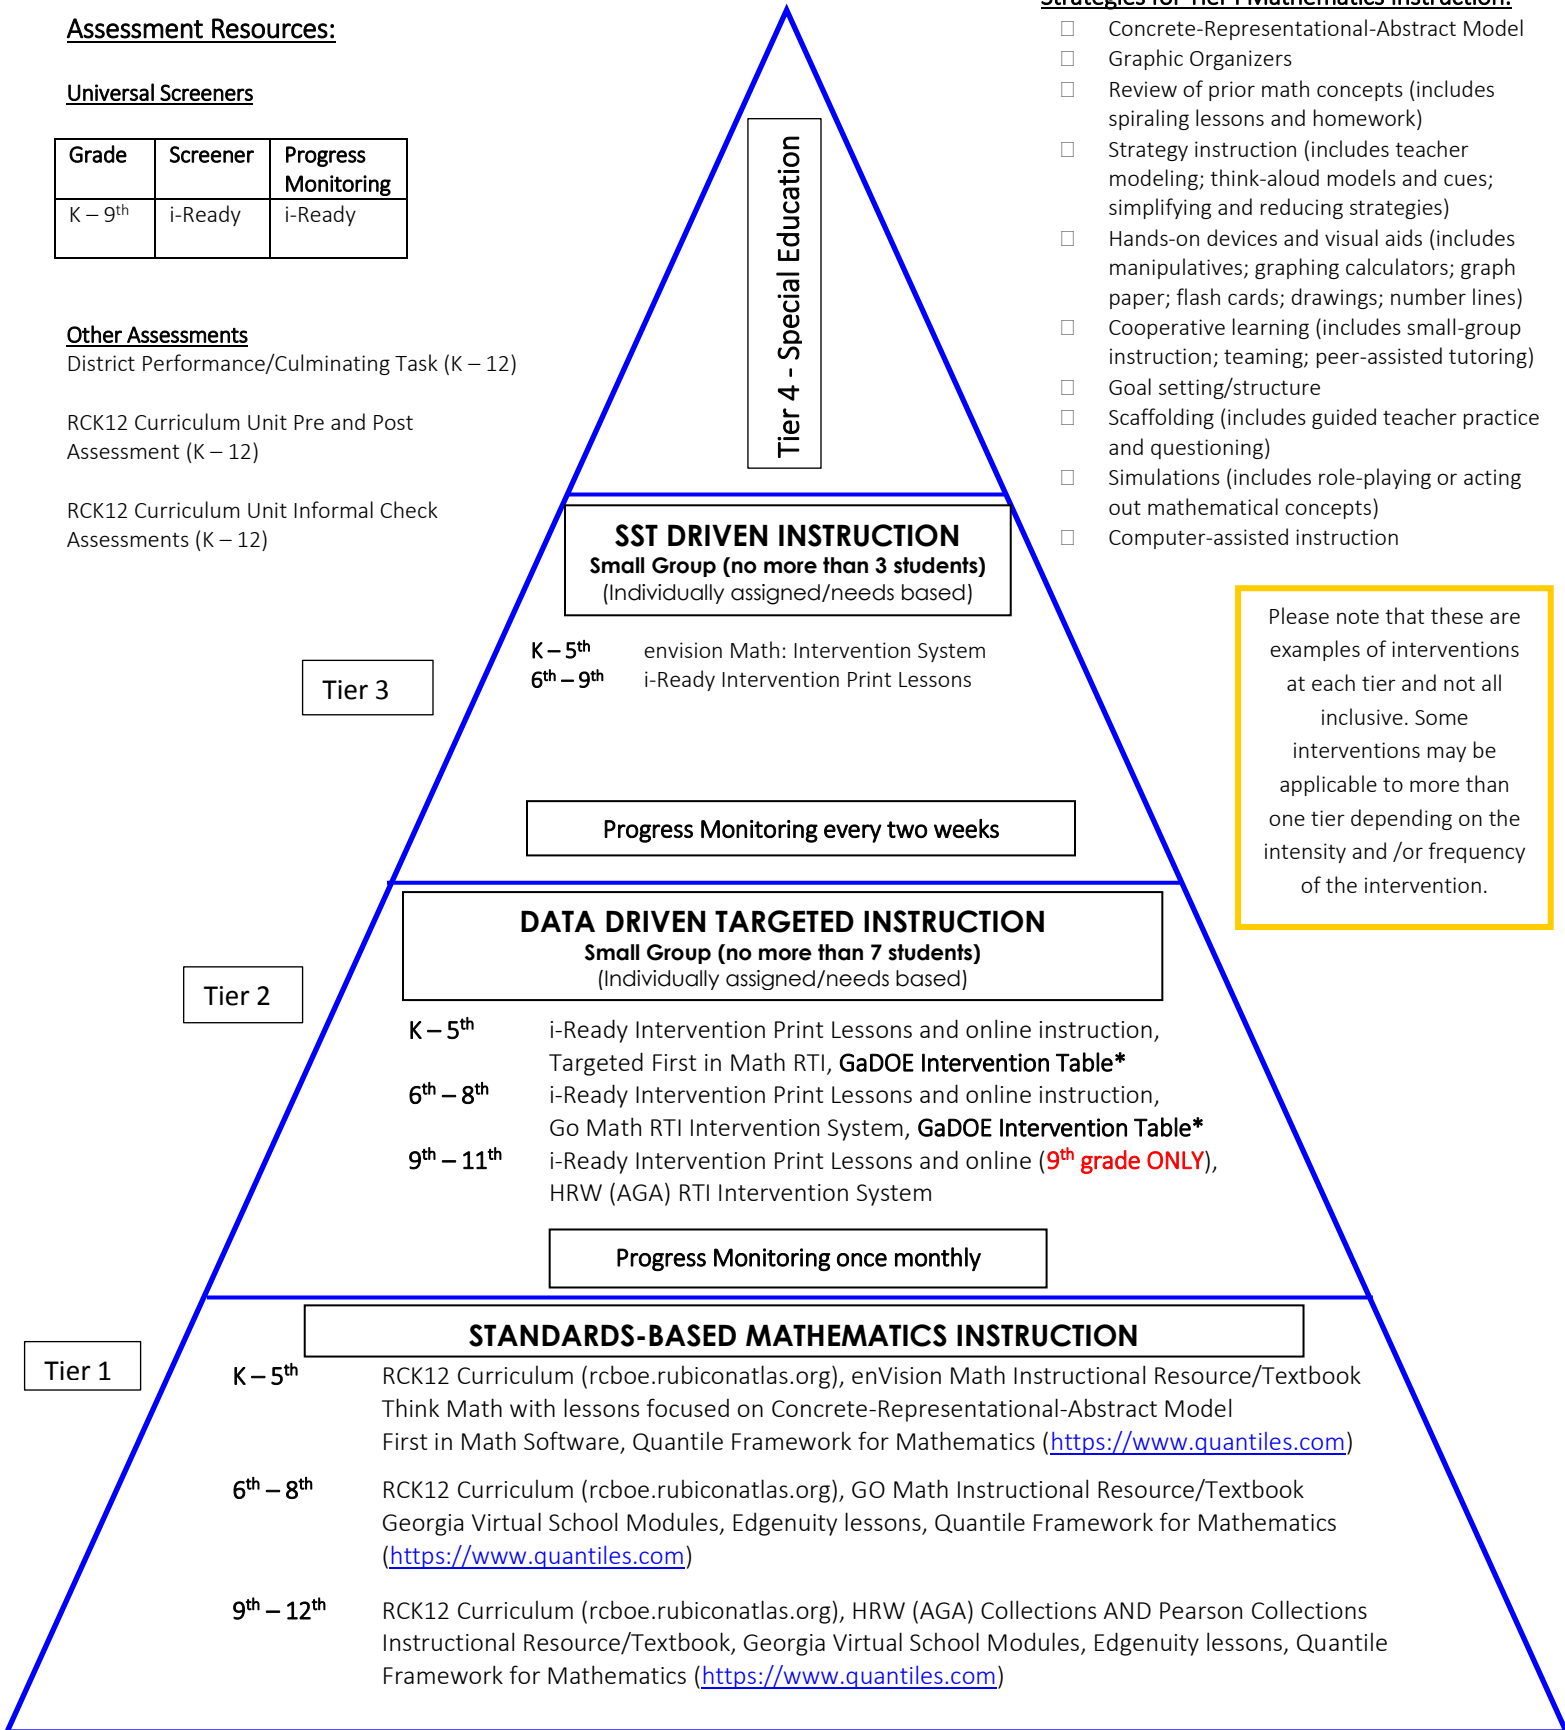 Assessment Resources:
Universal Screeners
Grade Screener Progress
Monitoring
K – 9th i-Ready i-Ready
Other Assessments
District Performance/Culminating Task (K – 12)
RCK12 Curriculum Unit Pre and Post
Assessment (K – 12)
RCK12 Curriculum Unit Informal Check
Assessments (K – 12)
Strategies for Tier 1 Mathematics Instruction:
Concrete-Representational-Abstract Model
Graphic Organizers
Review of prior math concepts (includes
spiraling lessons and homework)
Strategy instruction (includes teacher
modeling; think-aloud models and cues;
simplifying and reducing strategies)
Hands-on devices and visual aids (includes
manipulatives; graphing calculators; graph
paper; flash cards; drawings; number lines)
Cooperative learning (includes small-group
instruction; teaming; peer-assisted tutoring)
Goal setting/structure
Scaffolding (includes guided teacher practice
and questioning)
Simulations (includes role-playing or acting
out mathematical concepts)
Computer-assisted instruction
Please note that these are
examples of interventions
at each tier and not all
inclusive. Some
interventions may be
applicable to more than
one tier depending on the
intensity and /or frequency
of the intervention.
Tier 4 - Special Education
SST DRIVEN INSTRUCTION
Small Group (no more than 3 students)
(Individually assigned/needs based)
Tier 3
K – 5th envision Math: Intervention System
6th – 9th i-Ready Intervention Print Lessons
Progress Monitoring every two weeks
DATA DRIVEN TARGETED INSTRUCTION
Small Group (no more than 7 students)
(Individually assigned/needs based)
Tier 2
K – 5th i-Ready Intervention Print Lessons and online instruction,
Targeted First in Math RTI, GaDOE Intervention Table*
6th – 8th i-Ready Intervention Print Lessons and online instruction,
Go Math RTI Intervention System, GaDOE Intervention Table*
9th – 11th i-Ready Intervention Print Lessons and online (9th grade ONLY),
HRW (AGA) RTI Intervention System
Progress Monitoring once monthly
STANDARDS-BASED MATHEMATICS INSTRUCTION
Tier 1
K – 5th RCK12 Curriculum (rcboe.rubiconatlas.org), enVision Math Instructional Resource/Textbook
Think Math with lessons focused on Concrete-Representational-Abstract Model
First in Math Software, Quantile Framework for Mathematics (https://www.quantiles.com)
6th – 8th RCK12 Curriculum (rcboe.rubiconatlas.org), GO Math Instructional Resource/Textbook
Georgia Virtual School Modules, Edgenuity lessons, Quantile Framework for Mathematics
(https://www.quantiles.com)
9th – 12th RCK12 Curriculum (rcboe.rubiconatlas.org), HRW (AGA) Collections AND Pearson Collections
Instructional Resource/Textbook, Georgia Virtual School Modules, Edgenuity lessons, Quantile
Framework for Mathematics (https://www.quantiles.com)